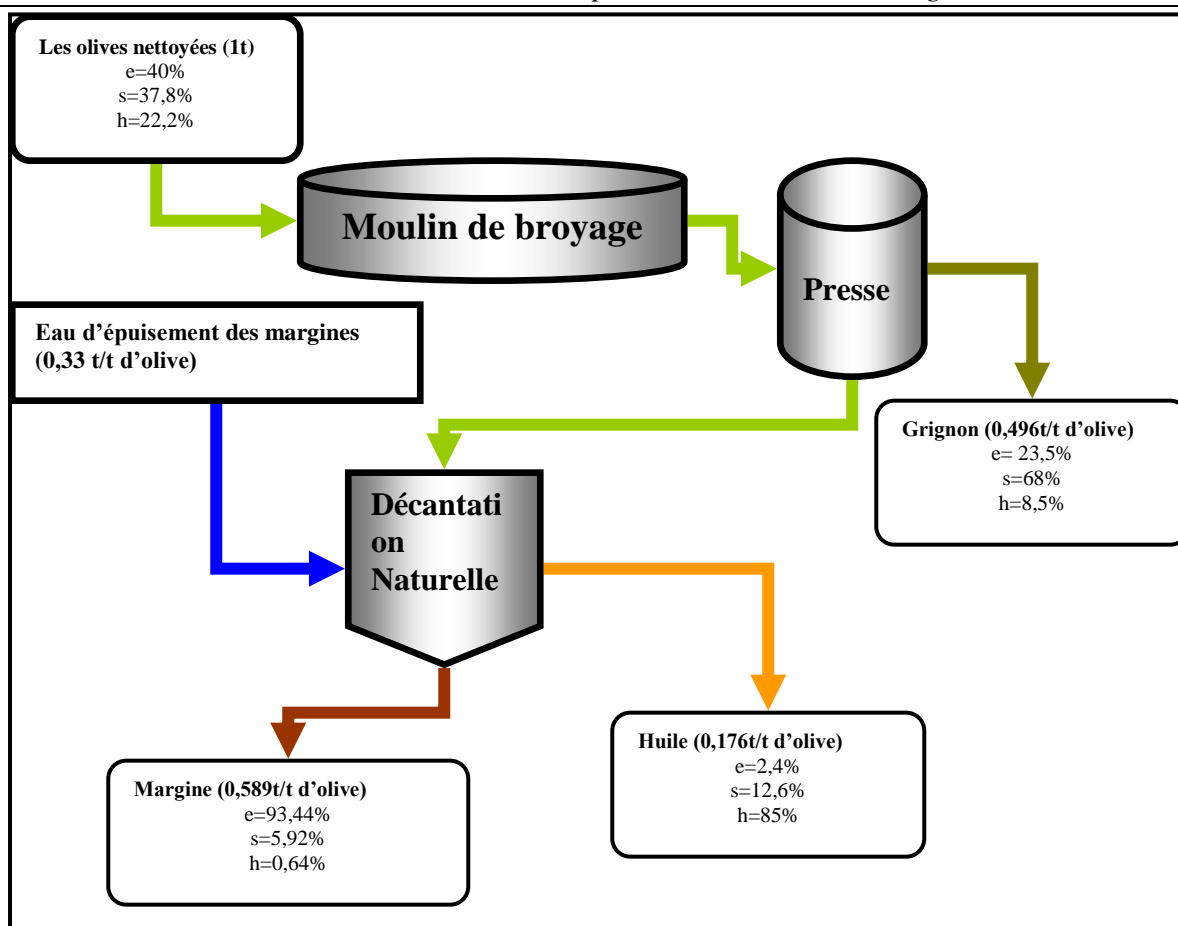 Les olives nettoyées (1t)
e=40%
s=37,8%
h=22,2%
Moulin de broyage
Presse
Eau d’épuisement des margines
(0,33 t/t d’olive)
Grignon (0,496t/t d’olive)
e= 23,5%
s=68%
h=8,5%
Décantati
on
Naturelle
Huile (0,176t/t d’olive)
e=2,4%
s=12,6%
h=85%
Margine (0,589t/t d’olive)
e=93,44%
s=5,92%
h=0,64%